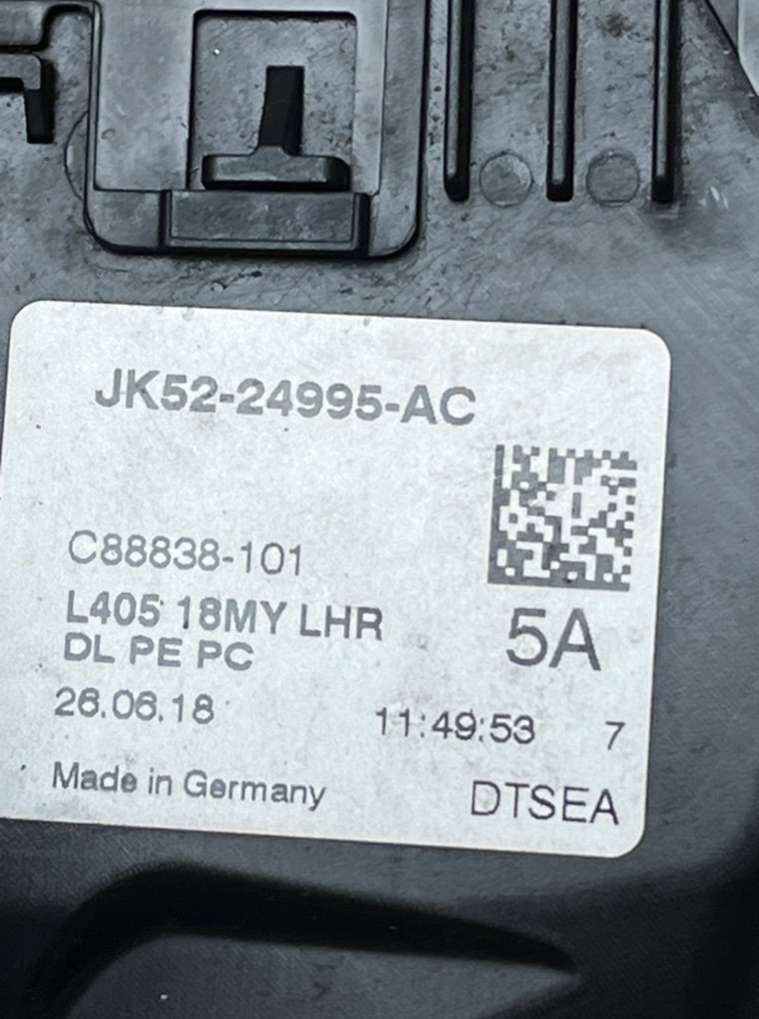 JK52-24995-AC
C88838-101
L405 18MY LHR
DL PE PC
5A
26.06.18 11:49:53 7
Made in Germany DTSEA